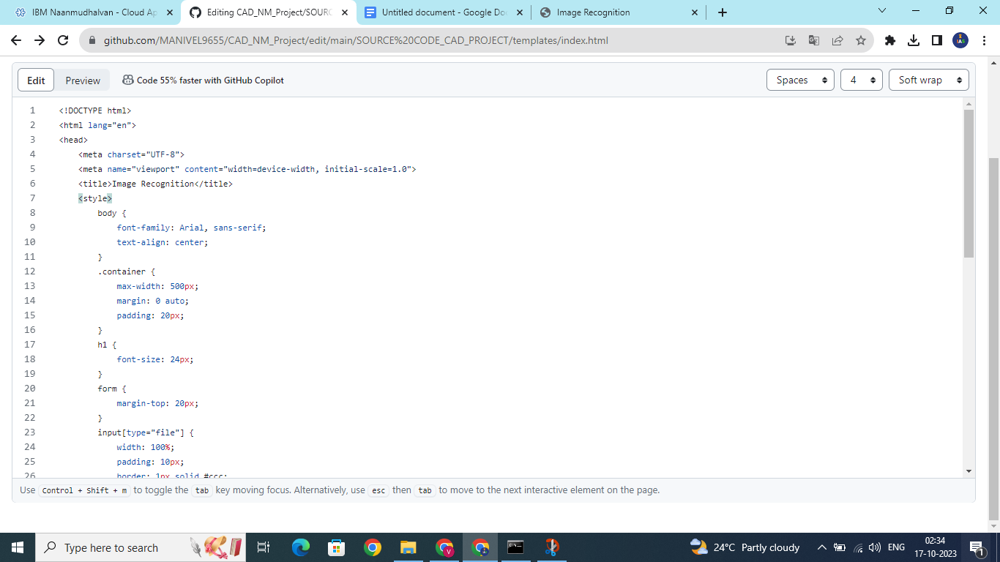 IBM Naanmudhalvan - Cloud Ap
Editing CAD_NM_Project/SOURC
Untitled document - Google Do
Image Recognition
github.com/MANIVEL9655/CAD_NM_Project/edit/main/SOURCE%20CODE_CAD_PROJECT/templates/index.html
Edit
Preview
Code 55% faster with GitHub Copilot
Spaces
4
Soft wrap
1 <!DOCTYPE html>
2 <html lang="en">
3 <head>
4 <meta charset="UTF-8">
5 <meta name="viewport" content="width=device-width, initial-scale=1.0">
6 <title>Image Recognition</title>
7 <style>
8 body {
9 font-family: Arial, sans-serif;
10 text-align: center;
11 }
12 .container {
13 max-width: 500px;
14 margin: 0 auto;
15 padding: 20px;
16 }
17 h1 {
18 font-size: 24px;
19 }
20 form {
21 margin-top: 20px;
22 }
23 input[type="file"] {
24 width: 100%;
25 padding: 10px;
26 border: 1px solid #ccc;
Use Control + Shift + m to toggle the tab key moving focus. Alternatively, use esc then tab to move to the next interactive element on the page.
Type here to search
24°C Partly cloudy
ENG
02:34
17-10-2023
1